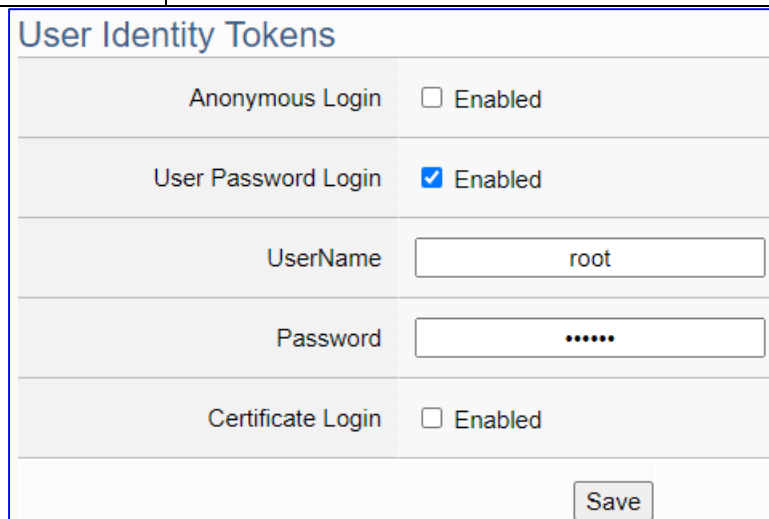 User Identity Tokens
Anonymous Login Enabled
User Password Login Enabled
UserName root
Password ••••••
Certificate Login Enabled
Save